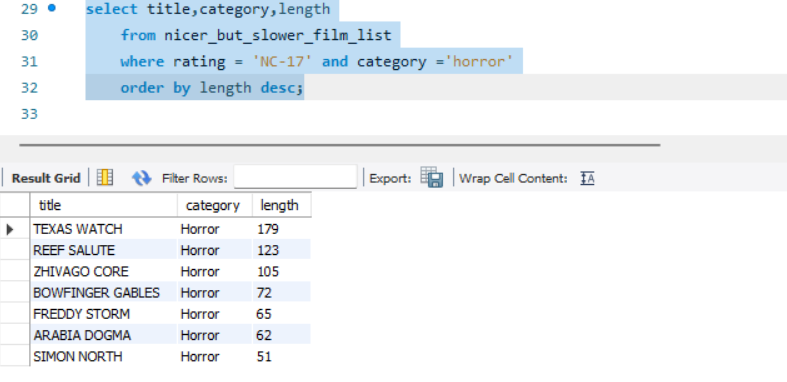 29 select title,category,length
30 from nicer_but_slower_film_list
31 where rating = 'NC-17' and category ='horror'
32 order by length desc;
33
Result Grid Filter Rows: Export: Wrap Cell Content: IA
title category length
TEXAS WATCH Horror 179
REEF SALUTE Horror 123
ZHIVAGO CORE Horror 105
BOWFINGER GABLES Horror 72
FREDDY STORM Horror 65
ARABIA DOGMA Horror 62
SIMON NORTH Horror 51